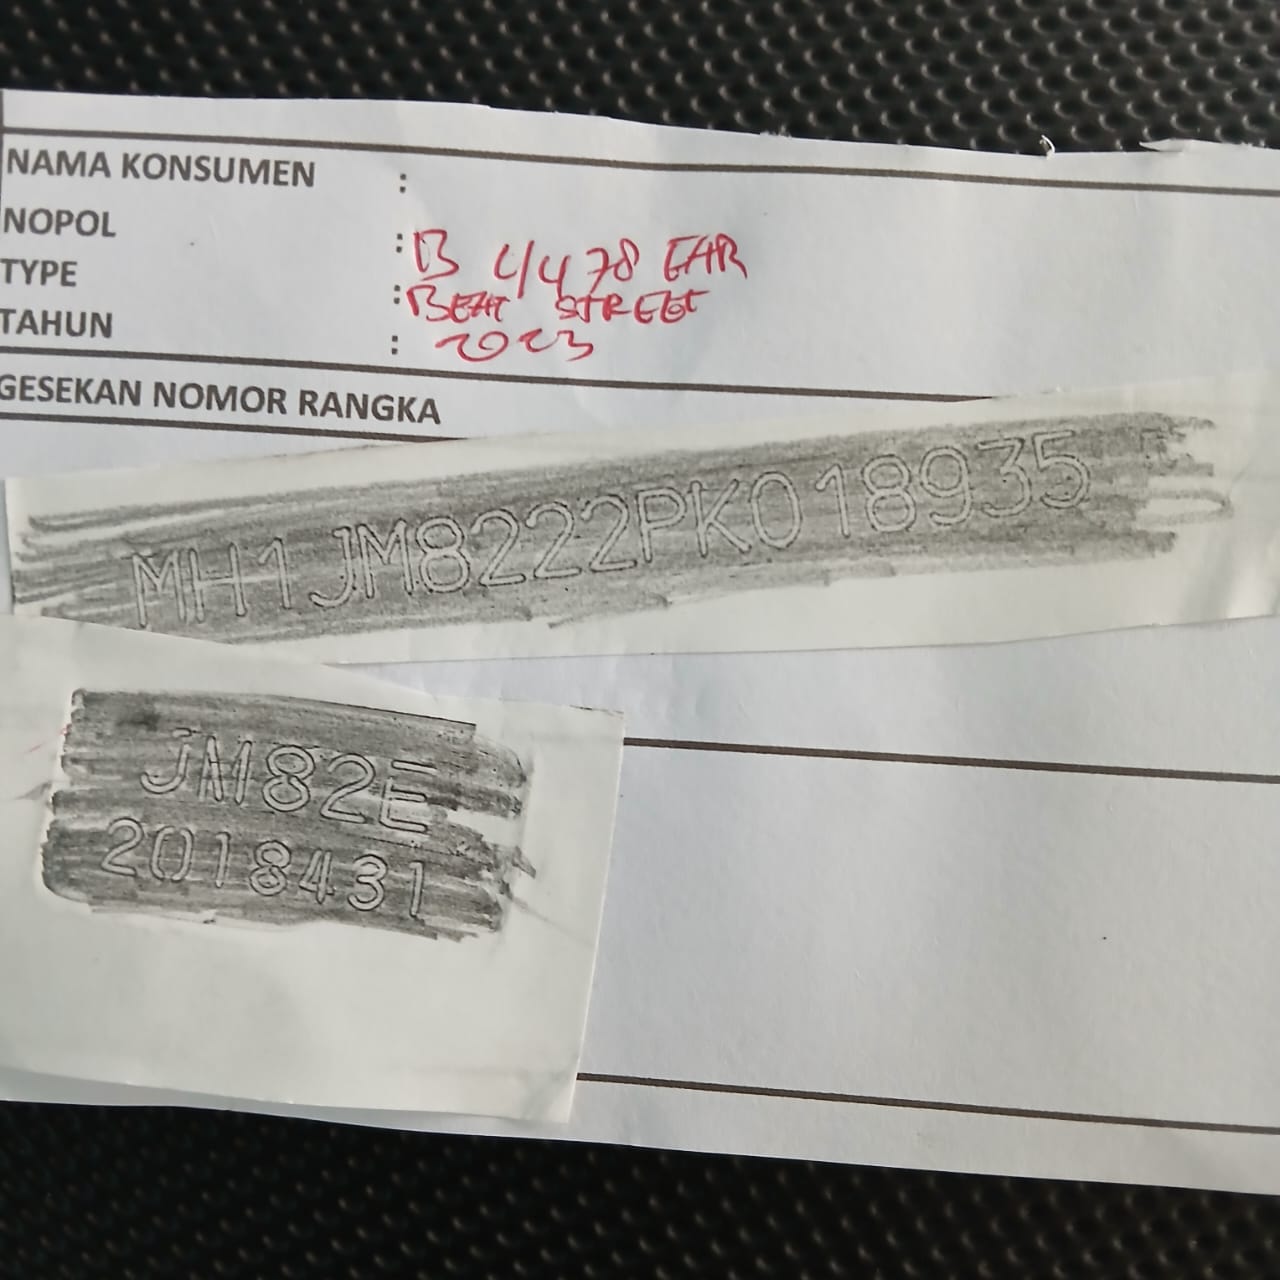 NAMA KONSUMEN :
NOPOL : B 4478 EAR
TYPE : BEAT STREET
TAHUN : 2023
GESEKAN NOMOR RANGKA
MH1JM8222PK018935
JM82E
2018431